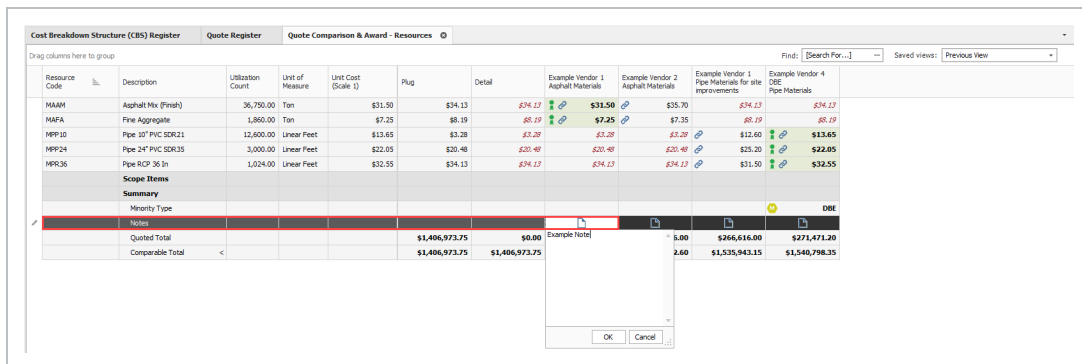 Cost Breakdown Structure (CBS) Register Quote Register Quote Comparison & Award - Resources
Drag columns here to group Find: [Search For...] ... Saved views: Previous View
Resource Code Description Utilization Count Unit of Measure Unit Cost (Scale 1) Plug Detail Example Vendor 1 Asphalt Materials Example Vendor 2 Asphalt Materials Example Vendor 1 Pipe Materials for site improvements Example Vendor 4 DBE Pipe Materials
MAAM Asphalt Mix (Finish) 36,750.00 Ton $31.50 $34.13 $34.13 $31.50 $35.70 $34.13 $34.13
MAFA Fine Aggregate 1,860.00 Ton $7.25 $8.19 $8.19 $7.25 $7.35 $8.19 $8.19
MPP10 Pipe 10" PVC SDR21 12,600.00 Linear Feet $13.65 $3.28 $3.28 $3.28 $3.28 $12.60 $13.65
MPP24 Pipe 24" PVC SDR35 3,000.00 Linear Feet $22.05 $20.48 $20.48 $20.48 $20.48 $25.20 $22.05
MPR36 Pipe RCP 36 In 1,024.00 Linear Feet $32.55 $34.13 $34.13 $34.13 $34.13 $31.50 $32.55
Scope Items
Summary
Minority Type M DBE
Notes
Quoted Total $1,406,973.75 $0.00 6.00 $266,616.00 $271,471.20
Comparable Total < $1,406,973.75 $1,406,973.75 2.60 $1,535,943.15 $1,540,798.35
Example Note
OK Cancel